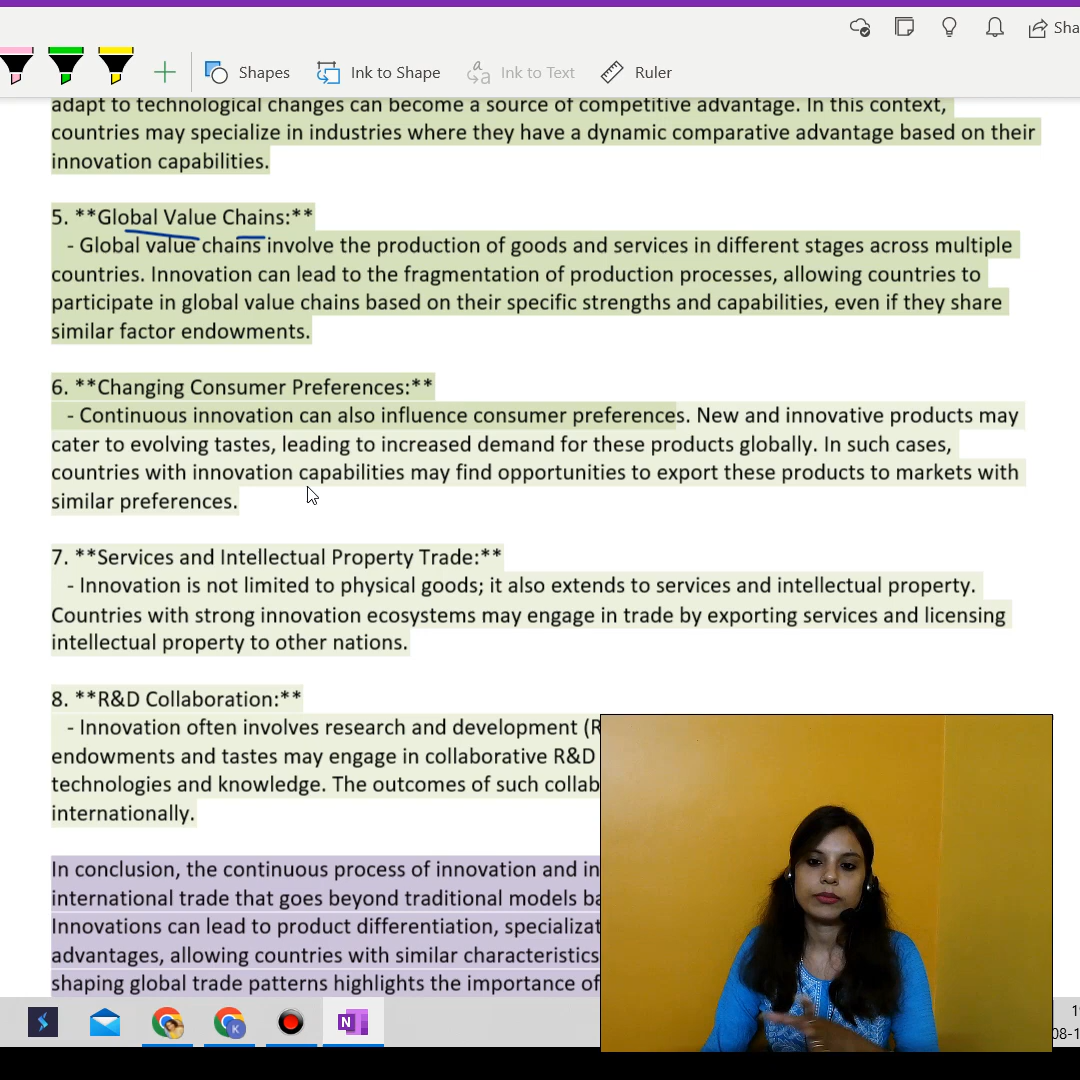 Sha
Shapes
Ink to Shape
Ink to Text
Ruler
adapt to technological changes can become a source of competitive advantage. In this context,
countries may specialize in industries where they have a dynamic comparative advantage based on their
innovation capabilities.
5. **Global Value Chains:**
- Global value chains involve the production of goods and services in different stages across multiple
countries. Innovation can lead to the fragmentation of production processes, allowing countries to
participate in global value chains based on their specific strengths and capabilities, even if they share
similar factor endowments.
6. **Changing Consumer Preferences:**
- Continuous innovation can also influence consumer preferences. New and innovative products may
cater to evolving tastes, leading to increased demand for these products globally. In such cases,
countries with innovation capabilities may find opportunities to export these products to markets with
similar preferences.
7. **Services and Intellectual Property Trade:**
- Innovation is not limited to physical goods; it also extends to services and intellectual property.
Countries with strong innovation ecosystems may engage in trade by exporting services and licensing
intellectual property to other nations.
8. **R&D Collaboration:**
- Innovation often involves research and development (R
endowments and tastes may engage in collaborative R&D
technologies and knowledge. The outcomes of such collab
internationally.
In conclusion, the continuous process of innovation and in
international trade that goes beyond traditional models ba
Innovations can lead to product differentiation, specializat
advantages, allowing countries with similar characteristics
shaping global trade patterns highlights the importance of
K
N
1
08-1